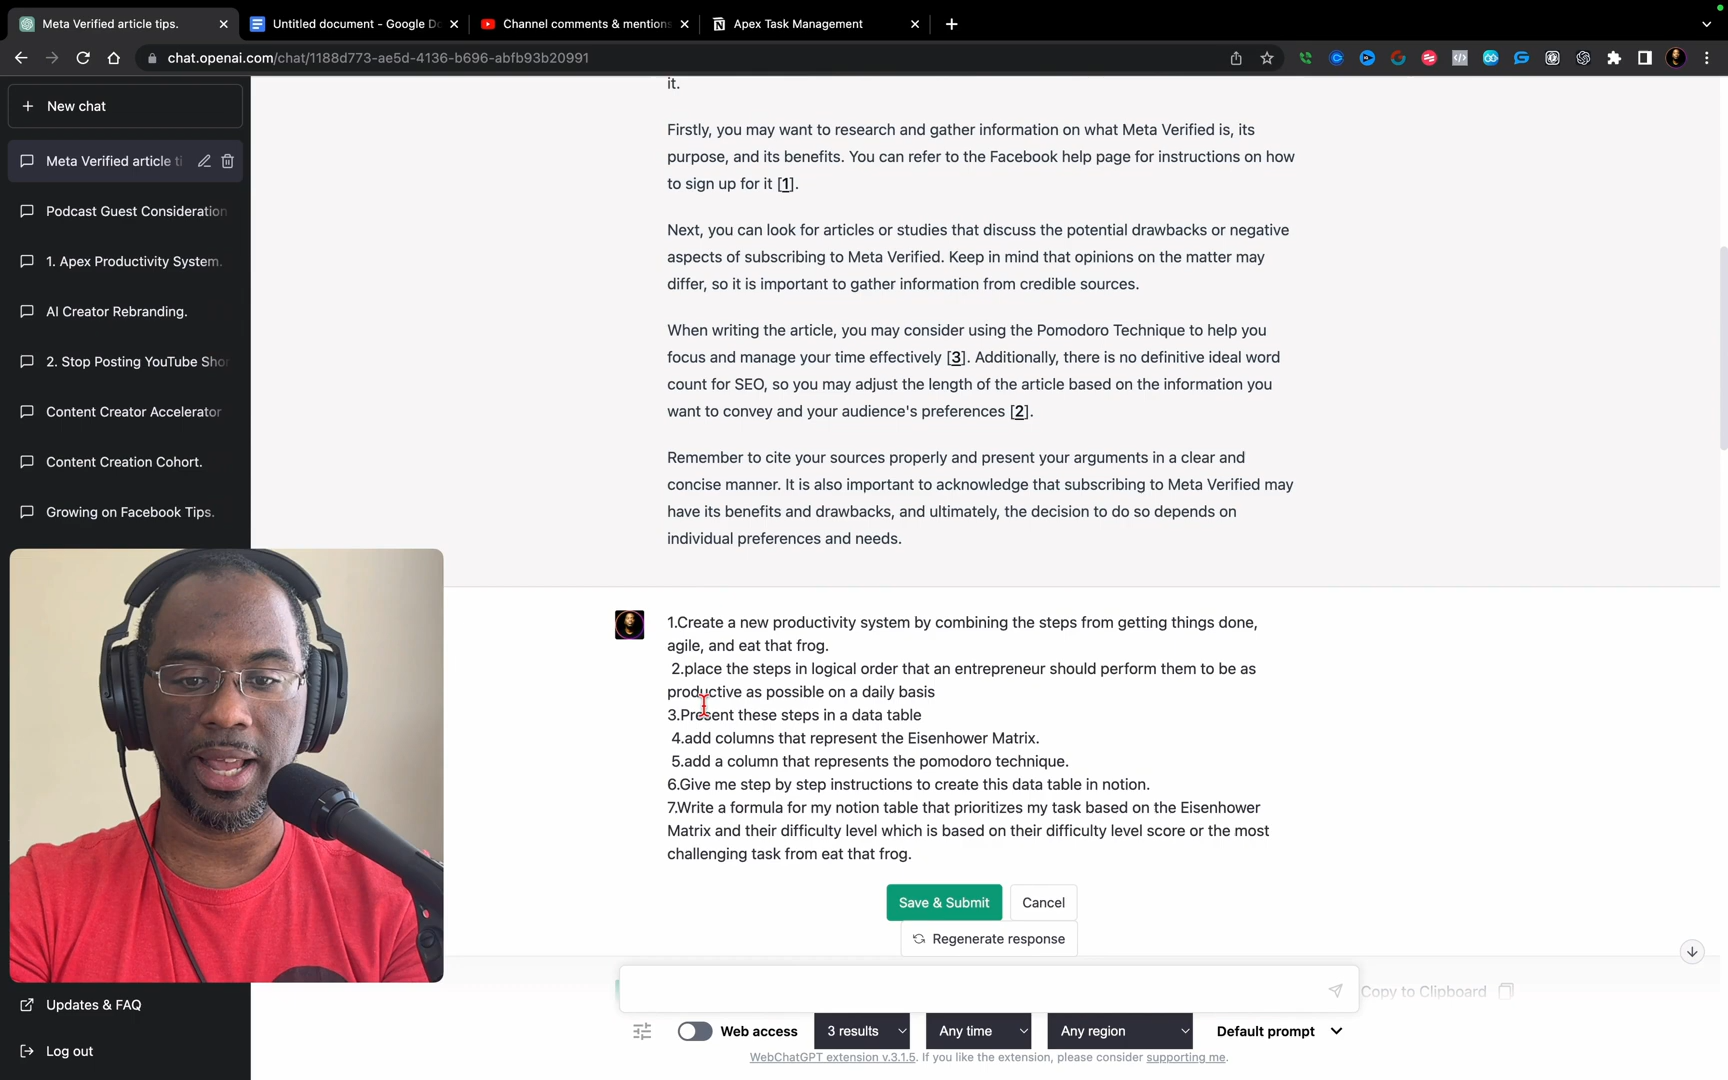 Meta Verified article tips.
Untitled document - Google Do
Channel comments & mentions
Apex Task Management
chat.openai.com/chat/1188d773-ae5d-4136-b696-abfb93b20991
New chat
Meta Verified article ti
Podcast Guest Consideration
1. Apex Productivity System.
AI Creator Rebranding.
2. Stop Posting YouTube Shor
Content Creator Accelerator
Content Creation Cohort.
Growing on Facebook Tips.
Updates & FAQ
Log out
it.
Firstly, you may want to research and gather information on what Meta Verified is, its
purpose, and its benefits. You can refer to the Facebook help page for instructions on how
to sign up for it [1].
Next, you can look for articles or studies that discuss the potential drawbacks or negative
aspects of subscribing to Meta Verified. Keep in mind that opinions on the matter may
differ, so it is important to gather information from credible sources.
When writing the article, you may consider using the Pomodoro Technique to help you
focus and manage your time effectively [3]. Additionally, there is no definitive ideal word
count for SEO, so you may adjust the length of the article based on the information you
want to convey and your audience's preferences [2].
Remember to cite your sources properly and present your arguments in a clear and
concise manner. It is also important to acknowledge that subscribing to Meta Verified may
have its benefits and drawbacks, and ultimately, the decision to do so depends on
individual preferences and needs.
1.Create a new productivity system by combining the steps from getting things done,
agile, and eat that frog.
2.place the steps in logical order that an entrepreneur should perform them to be as
productive as possible on a daily basis
3.Present these steps in a data table
4.add columns that represent the Eisenhower Matrix.
5.add a column that represents the pomodoro technique.
6.Give me step by step instructions to create this data table in notion.
7.Write a formula for my notion table that prioritizes my task based on the Eisenhower
Matrix and their difficulty level which is based on their difficulty level score or the most
challenging task from eat that frog.
Save & Submit
Cancel
Regenerate response
Copy to Clipboard
Web access
3 results
Any time
Any region
Default prompt
WebChatGPT extension v.3.1.5. If you like the extension, please consider supporting me.